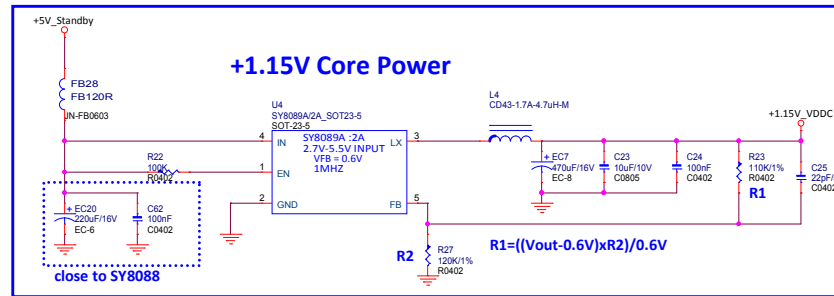 +5V_Standby
+1.15V Core Power
FB28
FB120R
JN-FB0603
U4
SY8089A/2A_SOT23-5
SOT-23-5
SY8089A :2A
2.7V-5.5V INPUT
VFB = 0.6V
1MHZ
4
IN
LX
3
1
EN
2
GND
FB
5
R22
100K
R0402
L4
CD43-1.7A-4.7uH-M
+1.15V_VDDC
EC7
470uF/16V
EC-8
C23
10uF/10V
C0805
C24
100nF
C0402
R23
110K/1%
R0402
R1
C25
22pF/
C0402
EC20
220uF/16V
EC-6
C62
100nF
C0402
close to SY8088
R2
R27
120K/1%
R0402
R1=((Vout-0.6V)xR2)/0.6V